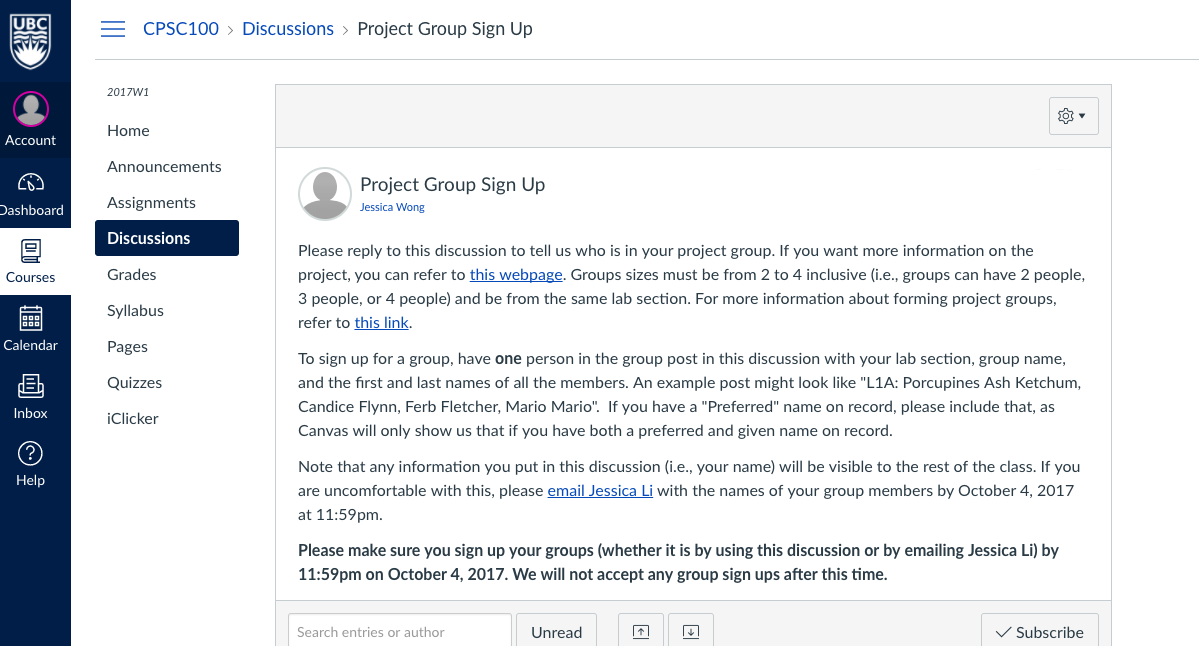 UBC
Account
Dashboard
Courses
Calendar
Inbox
Help
CPSC100 > Discussions > Project Group Sign Up
2017W1
Home
Announcements
Assignments
Discussions
Grades
Syllabus
Pages
Quizzes
iClicker
Project Group Sign Up
Jessica Wong
Please reply to this discussion to tell us who is in your project group. If you want more information on the
project, you can refer to this webpage. Groups sizes must be from 2 to 4 inclusive (i.e., groups can have 2 people,
3 people, or 4 people) and be from the same lab section. For more information about forming project groups,
refer to this link.
To sign up for a group, have one person in the group post in this discussion with your lab section, group name,
and the first and last names of all the members. An example post might look like "L1A: Porcupines Ash Ketchum,
Candice Flynn, Ferb Fletcher, Mario Mario".  If you have a "Preferred" name on record, please include that, as
Canvas will only show us that if you have both a preferred and given name on record.
Note that any information you put in this discussion (i.e., your name) will be visible to the rest of the class. If you
are uncomfortable with this, please email Jessica Li with the names of your group members by October 4, 2017
at 11:59pm.
Please make sure you sign up your groups (whether it is by using this discussion or by emailing Jessica Li) by
11:59pm on October 4, 2017. We will not accept any group sign ups after this time.
Search entries or author
Unread
Subscribe